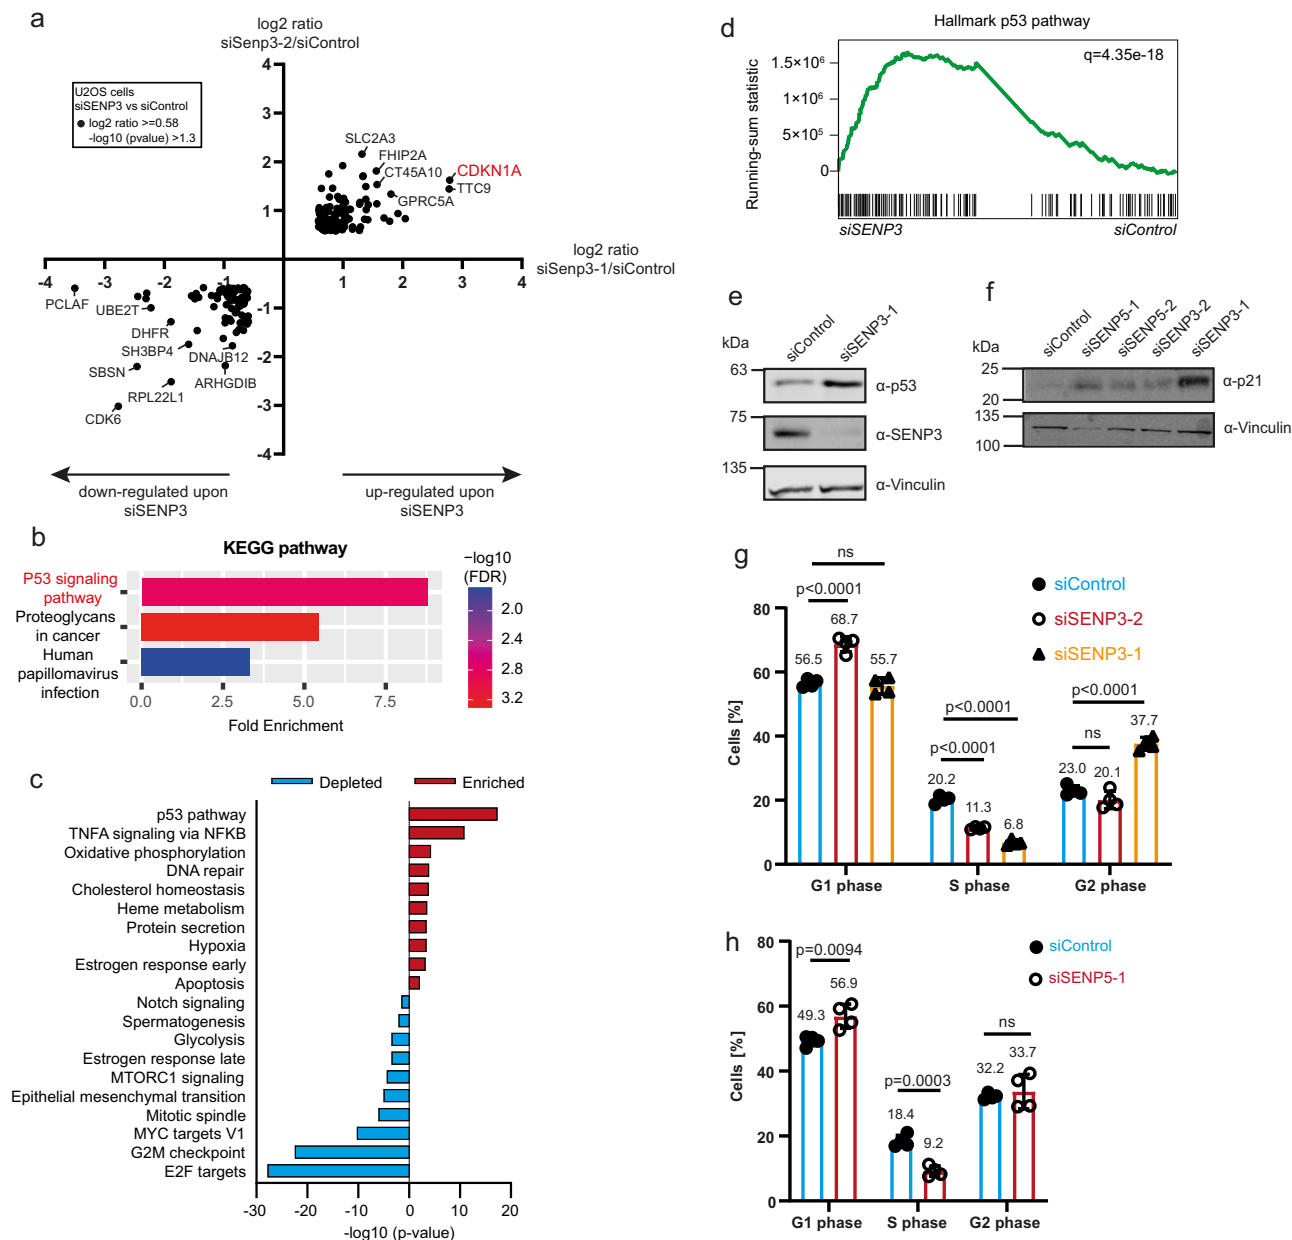 a
log2 ratio
siSenp3-2/siControl
U2OS cells
siSENP3 vs siControl
log2 ratio >=0.58
-log10 (pvalue) >1.3
4
3
2
1
-1
-2
-3
-4
-4
-3
-2
-1
1
2
3
4
SLC2A3
FHIP2A
CDKN1A
CT45A10
TTC9
GPRC5A
log2 ratio
siSenp3-1/siControl
PCLAF
UBE2T
DHFR
SH3BP4
DNAJB12
SBSN
ARHGDIB
RPL22L1
CDK6
down-regulated upon
siSENP3
up-regulated upon
siSENP3
b
KEGG pathway
P53 signaling
pathway
Proteoglycans
in cancer
Human
papillomavirus
infection
0.0
2.5
5.0
7.5
Fold Enrichment
−log10
(FDR)
2.0
2.4
2.8
3.2
c
Depleted
Enriched
p53 pathway
TNFA signaling via NFKB
Oxidative phosphorylation
DNA repair
Cholesterol homeostasis
Heme metabolism
Protein secretion
Hypoxia
Estrogen response early
Apoptosis
Notch signaling
Spermatogenesis
Glycolysis
Estrogen response late
MTORC1 signaling
Epithelial mesenchymal transition
Mitotic spindle
MYC targets V1
G2M checkpoint
E2F targets
-30
-20
-10
0
10
20
-log10 (p-value)
d
Hallmark p53 pathway
q=4.35e-18
Running-sum statistic
1.5×10⁶
1×10⁶
5×10⁵
0
siSENP3
siControl
e
siControl
siSENP3-1
kDa
63
α-p53
75
α-SENP3
135
α-Vinculin
f
siControl
siSENP5-1
siSENP5-2
siSENP3-2
siSENP3-1
kDa
25
20
α-p21
135
100
α-Vinculin
g
siControl
siSENP3-2
siSENP3-1
Cells [%]
80
60
40
20
0
ns
p<0.0001
68.7
56.5
55.7
p<0.0001
p<0.0001
20.2
11.3
6.8
p<0.0001
ns
37.7
23.0
20.1
G1 phase
S phase
G2 phase
h
siControl
siSENP5-1
Cells [%]
80
60
40
20
0
p=0.0094
56.9
49.3
p=0.0003
18.4
9.2
ns
32.2
33.7
G1 phase
S phase
G2 phase